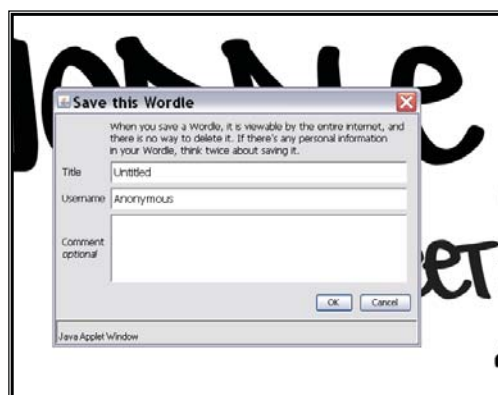 WORDLE
Save this Wordle
When you save a Wordle, it is viewable by the entire internet, and
there is no way to delete it. If there's any personal information
in your Wordle, think twice about saving it.
Title Untitled
Username Anonymous
Comment
optional
OK Cancel
Java Applet Window